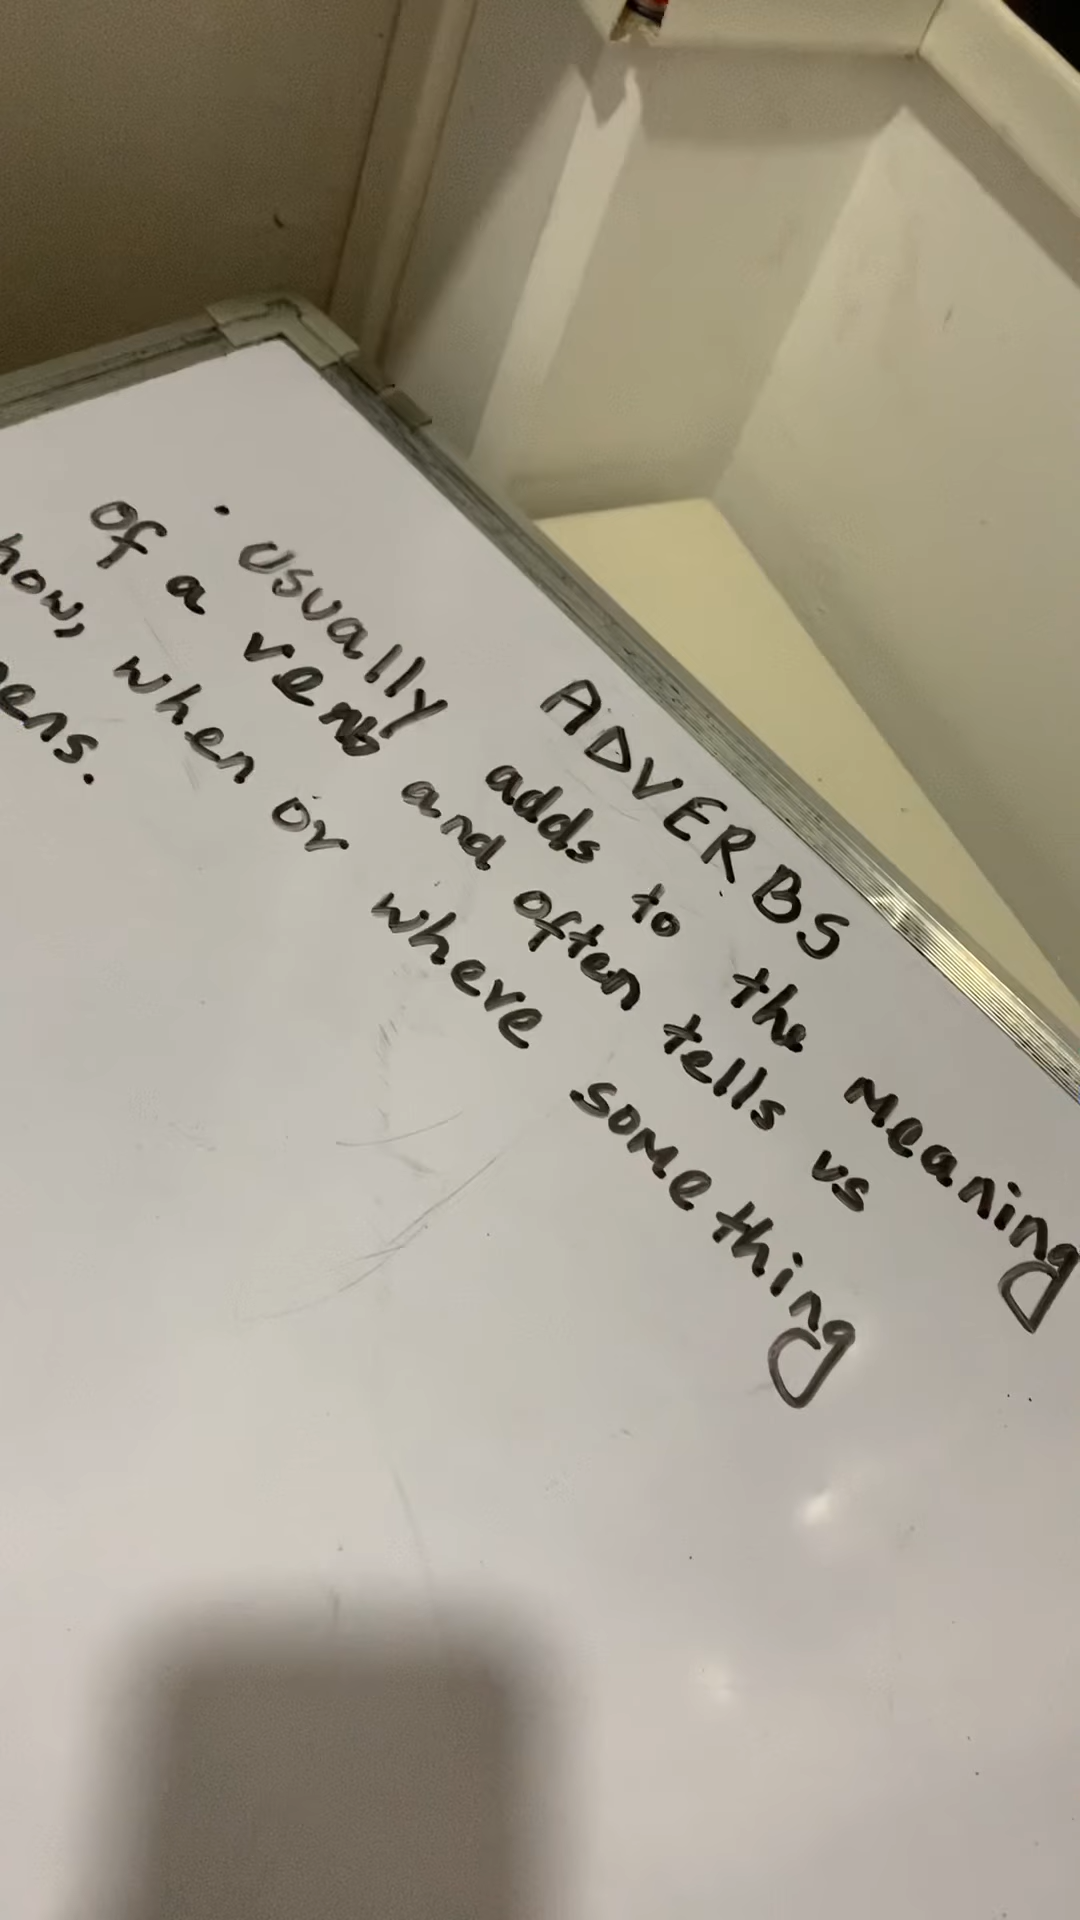 ADVERBS
. Usually adds to the meaning
of a verb and often tells us
how, when or where something
ens.